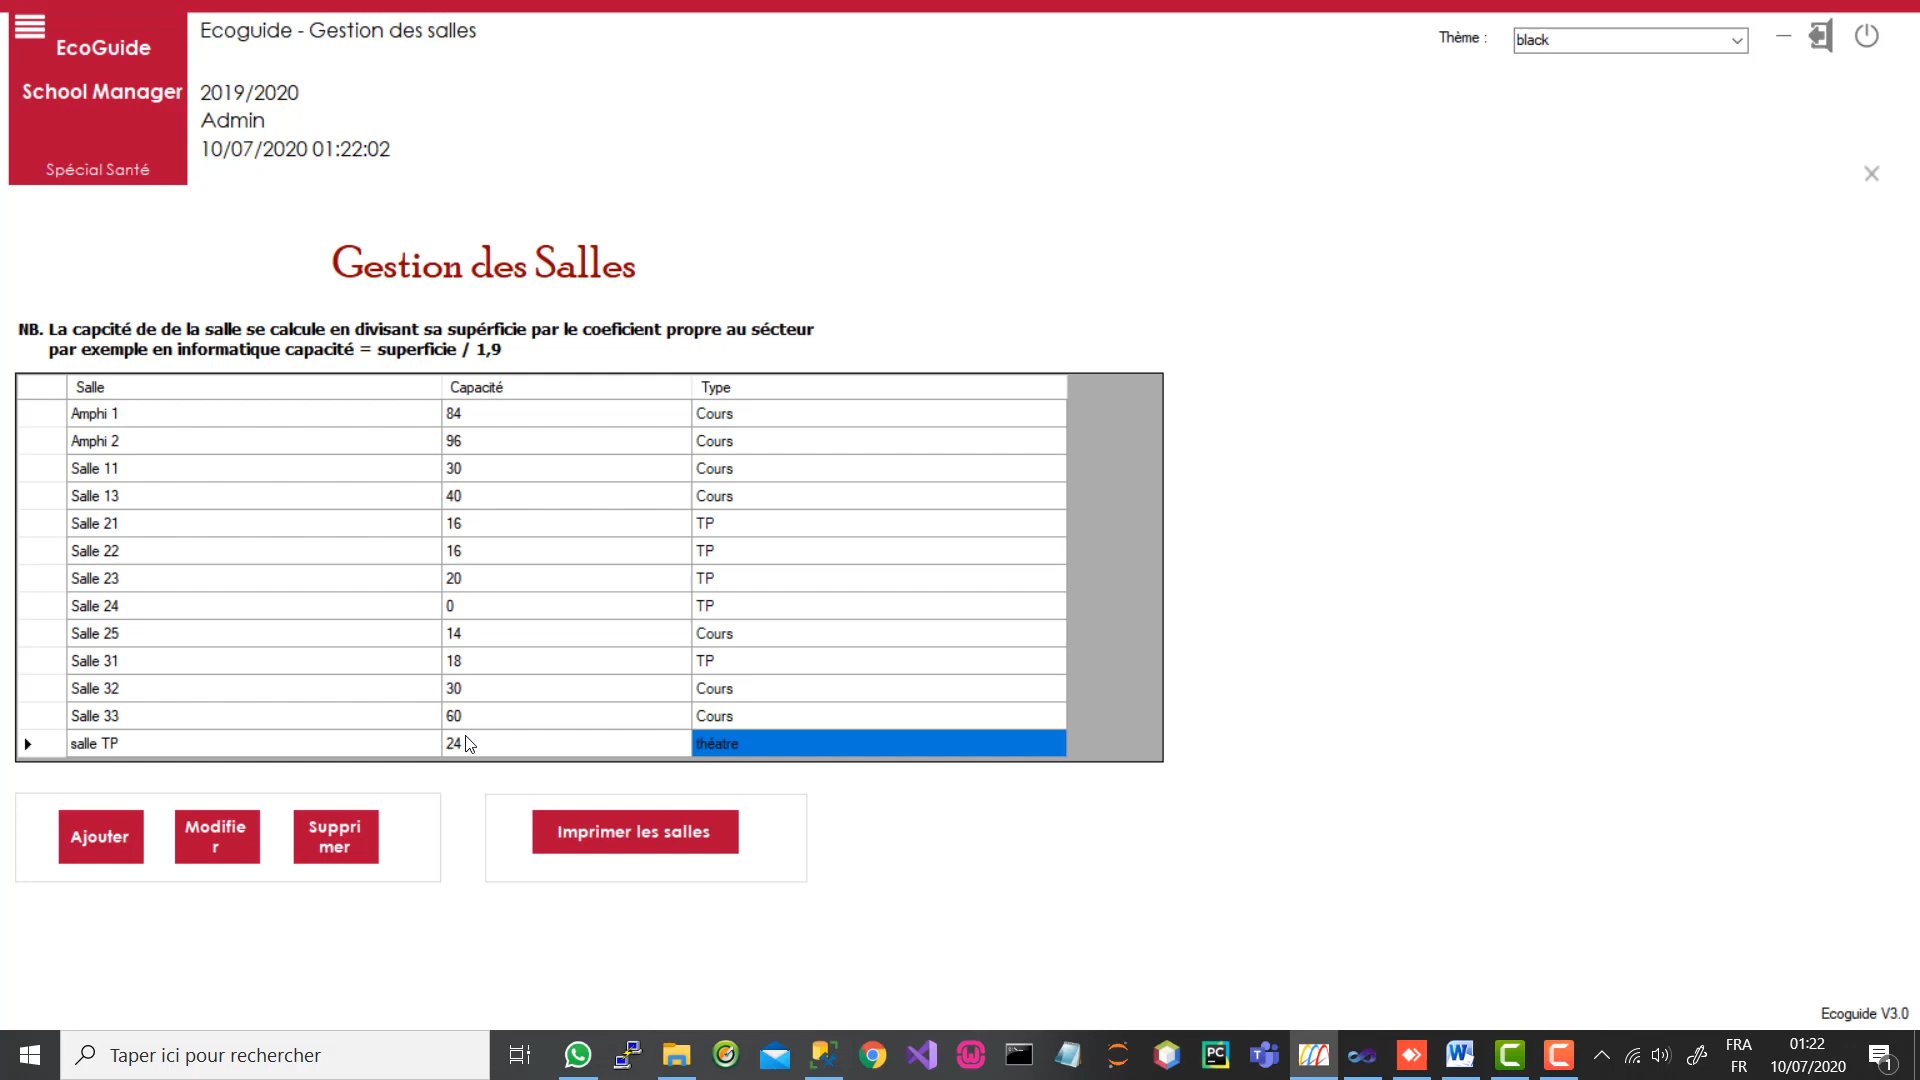 EcoGuide
School Manager
Spécial Santé
Ecoguide - Gestion des salles
2019/2020
Admin
10/07/2020 01:22:02
Thème :
black
Gestion des Salles
NB. La capcité de de la salle se calcule en divisant sa supérficie par le coeficient propre au sécteur
par exemple en informatique capacité = superficie / 1,9
Salle Capacité Type
Amphi 1 84 Cours
Amphi 2 96 Cours
Salle 11 30 Cours
Salle 13 40 Cours
Salle 21 16 TP
Salle 22 16 TP
Salle 23 20 TP
Salle 24 0 TP
Salle 25 14 Cours
Salle 31 18 TP
Salle 32 30 Cours
Salle 33 60 Cours
salle TP 24 théatre
Ajouter
Modifie
r
Suppri
mer
Imprimer les salles
Ecoguide V3.0
Taper ici pour rechercher
PC
FRA
FR
01:22
10/07/2020
1